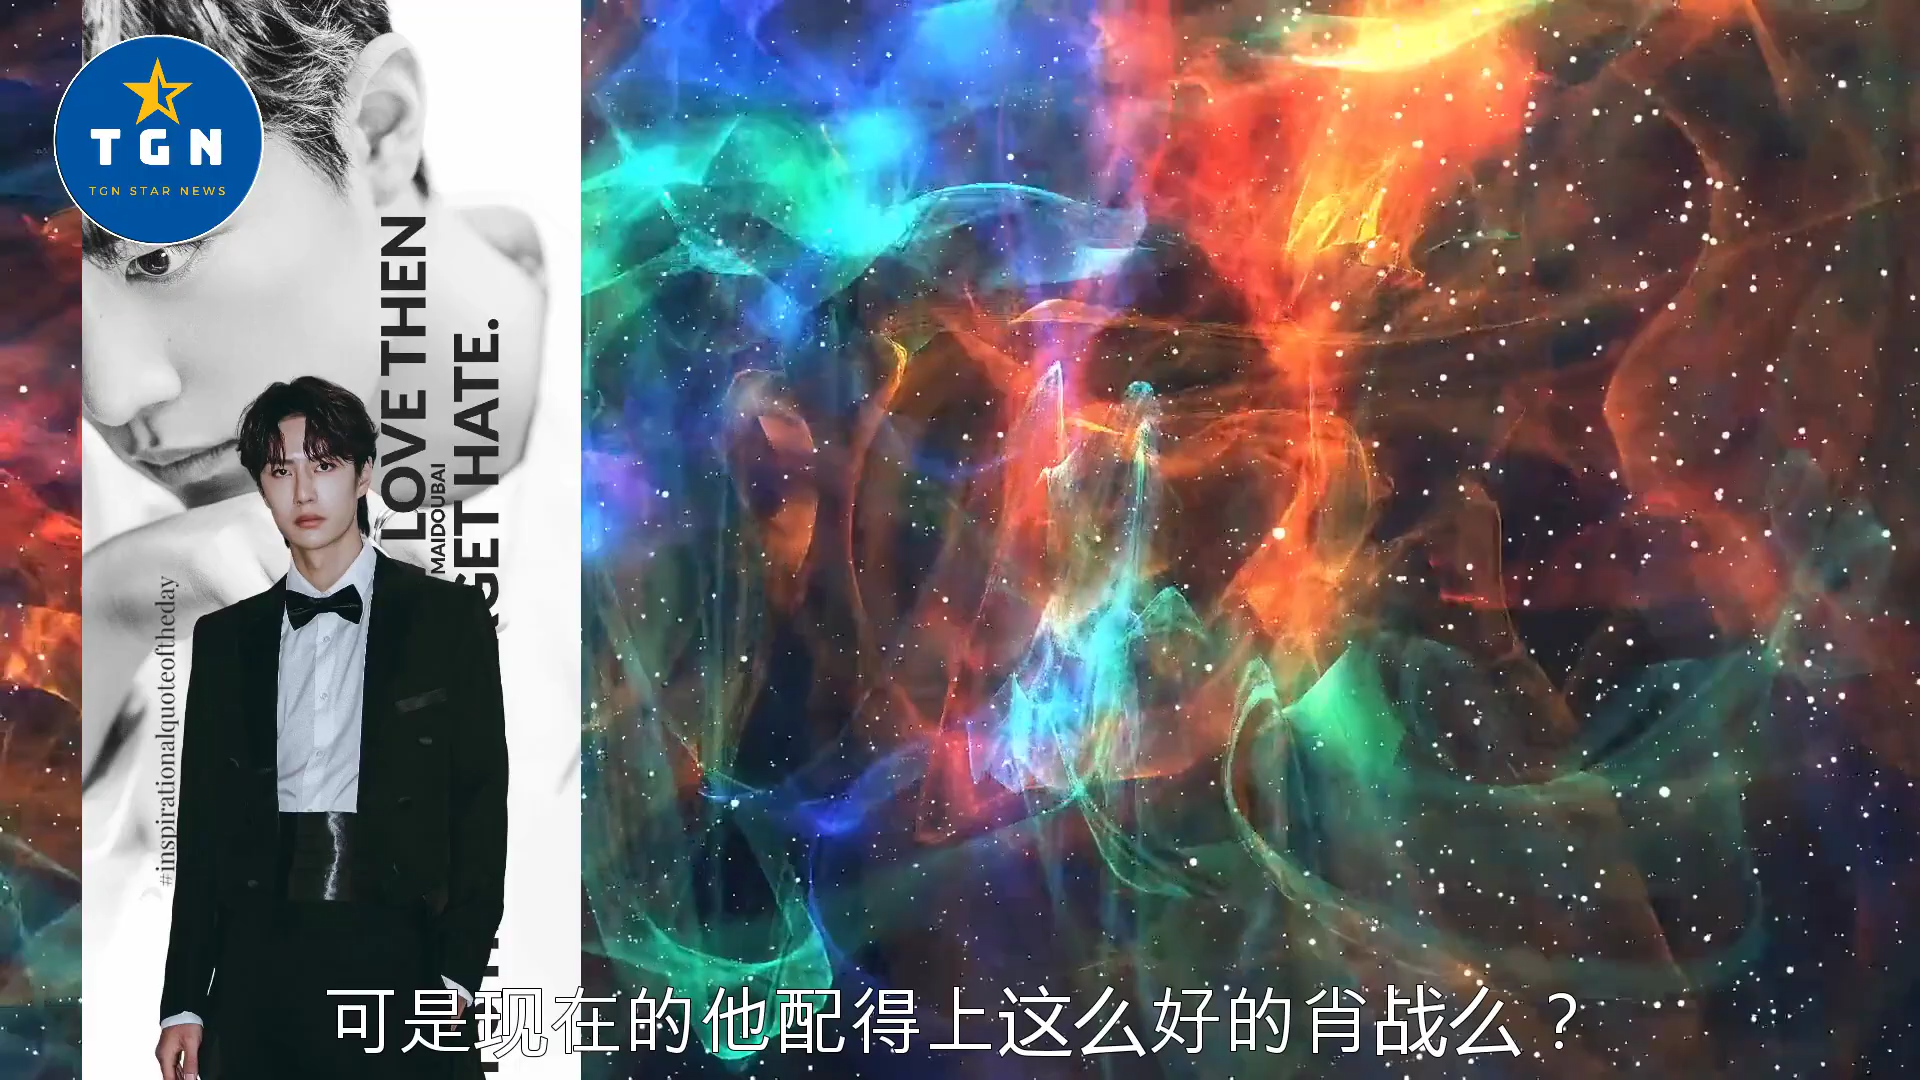 TGN
TGN STAR NEWS
LOVE THEN
MAIDOUBAI
GET HATE.
#inspirationalquoteoftheday
可是现在的他配得上这么好的肖战么？